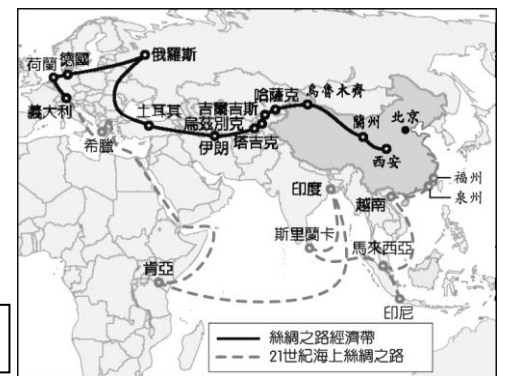 俄羅斯
德國
荷蘭
義大利
希臘
土耳其
吉爾吉斯
哈薩克
烏魯木齊
烏茲別克
伊朗
塔吉克
蘭州
北京
西安
福州
泉州
印度
越南
斯里蘭卡
馬來西亞
肯亞
印尼
絲綢之路經濟帶
21世紀海上絲綢之路